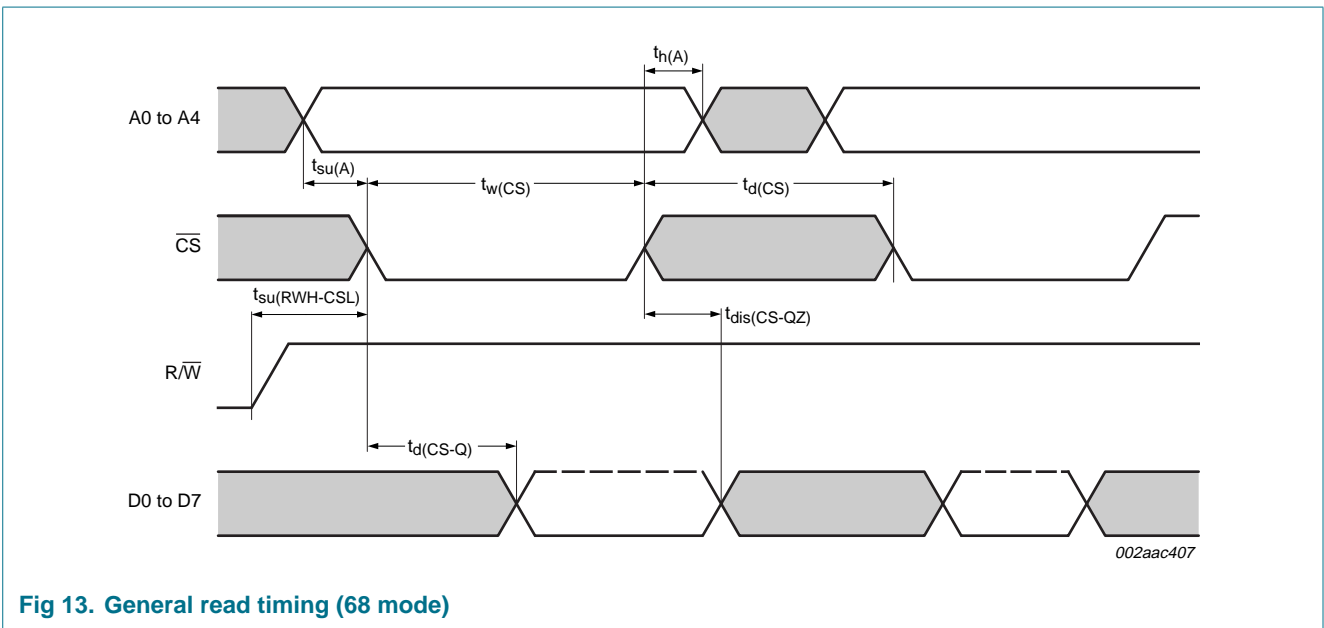 th(A)
A0 to A4
tsu(A)
tw(CS)
td(CS)
CS
tsu(RWH-CSL)
tdis(CS-QZ)
R/W
td(CS-Q)
D0 to D7
002aac407
Fig 13. General read timing (68 mode)